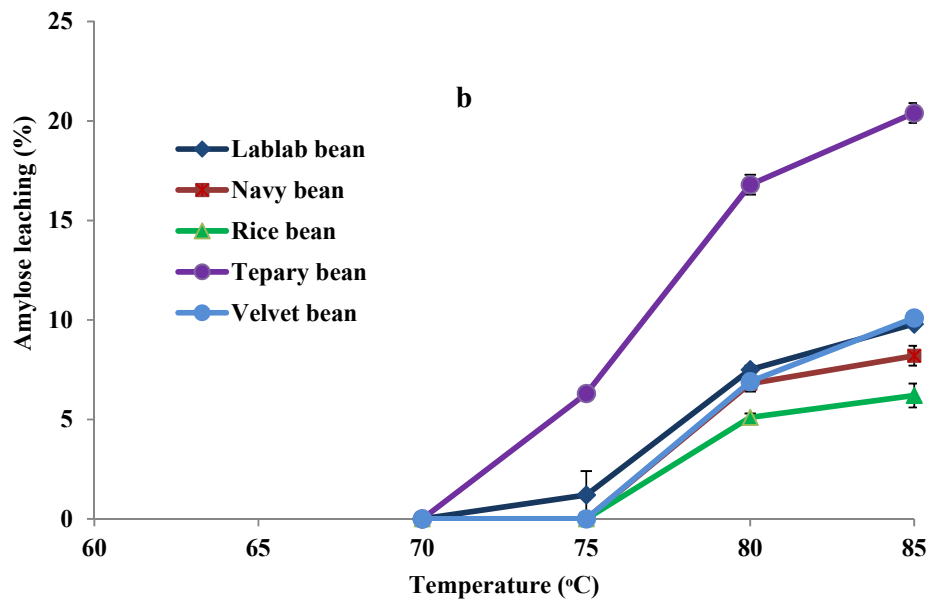 25
20
15
10
5
0
Amylose leaching (%)
b
Lablab bean
Navy bean
Rice bean
Tepary bean
Velvet bean
60 65 70 75 80 85
Temperature (°C)